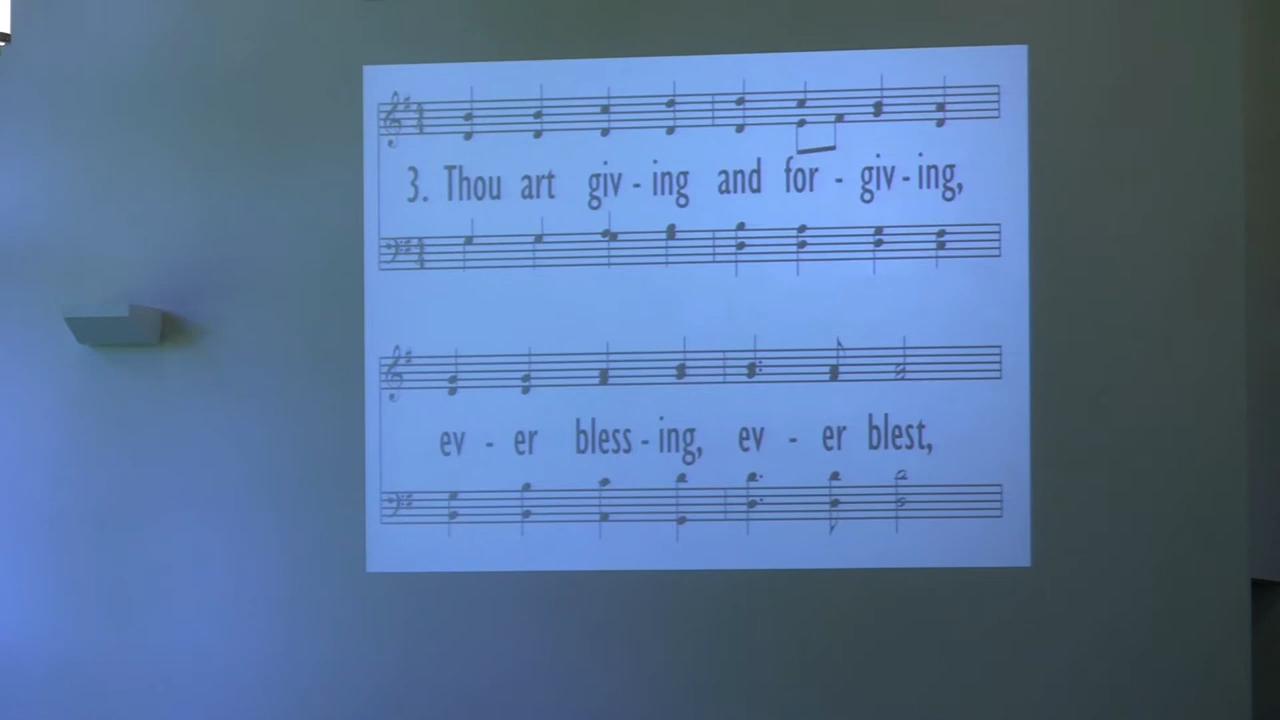 3. Thou art giv - ing and for - giv - ing,
ev - er bless - ing, ev - er blest,